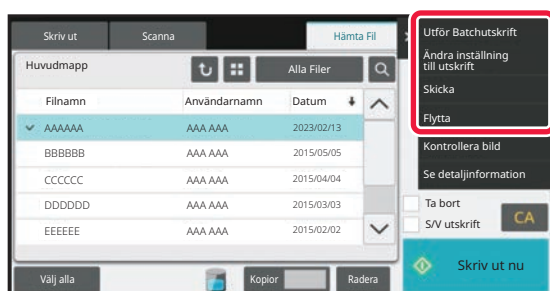 Skriv ut
Scanna
Hämta Fil
Huvudmapp
Alla Filer
Filnamn
Användarnamn
Datum
AAAAAA
AAA AAA
2023/02/13
BBBBBB
AAA AAA
2015/05/05
CCCCCC
AAA AAA
2015/04/04
DDDDDD
AAA AAA
2015/03/03
EEEEEE
AAA AAA
2015/02/02
Välj alla
Kopior
Radera
Utför Batchutskrift
Ändra inställning
till utskrift
Skicka
Flytta
Kontrollera bild
Se detaljinformation
Ta bort
S/V utskrift
CA
Skriv ut nu